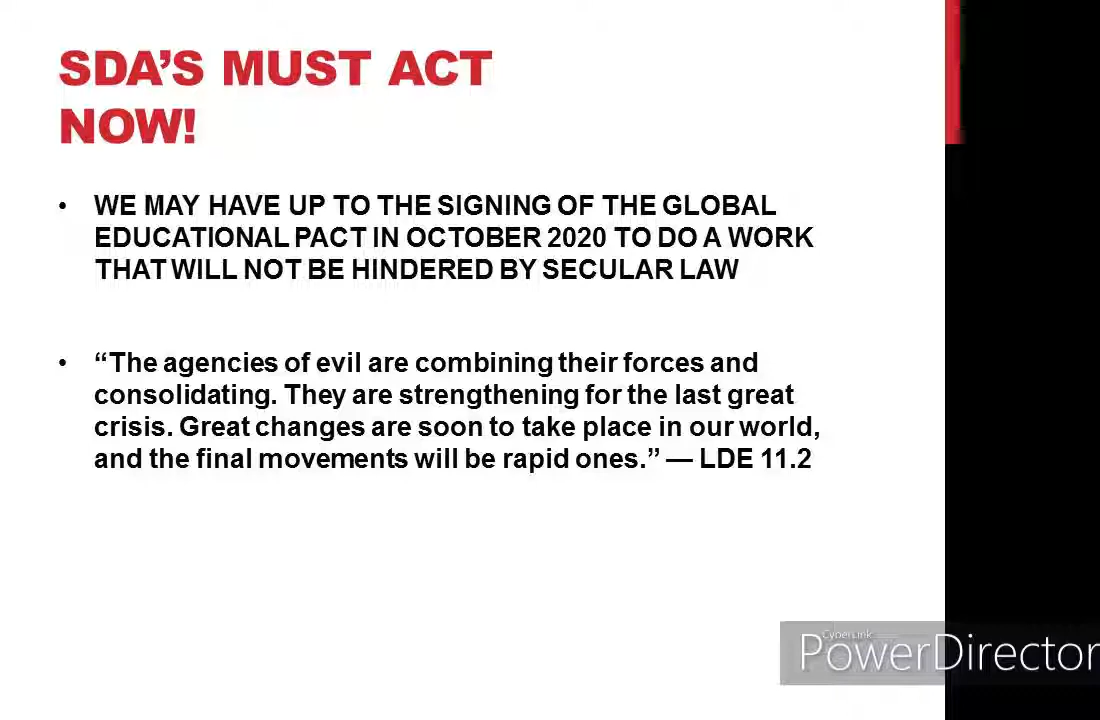 SDA’S MUST ACT
NOW!
• WE MAY HAVE UP TO THE SIGNING OF THE GLOBAL
EDUCATIONAL PACT IN OCTOBER 2020 TO DO A WORK
THAT WILL NOT BE HINDERED BY SECULAR LAW
• “The agencies of evil are combining their forces and
consolidating. They are strengthening for the last great
crisis. Great changes are soon to take place in our world,
and the final movements will be rapid ones.” — LDE 11.2
CyberLink
PowerDirector